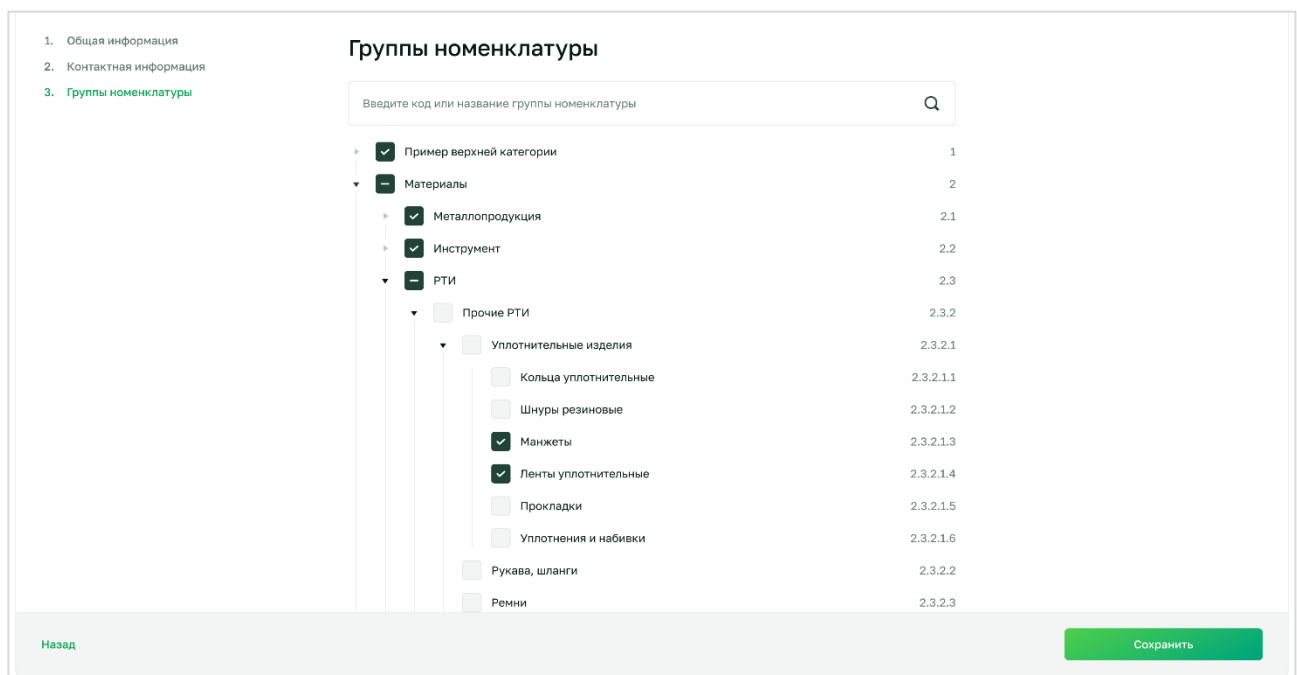 1. Общая информация
2. Контактная информация
3. Группы номенклатуры
Группы номенклатуры
Введите код или название группы номенклатуры
Пример верхней категории 1
Материалы 2
Металлопродукция 2.1
Инструмент 2.2
РТИ 2.3
Прочие РТИ 2.3.2
Уплотнительные изделия 2.3.2.1
Кольца уплотнительные 2.3.2.1.1
Шнуры резиновые 2.3.2.1.2
Манжеты 2.3.2.1.3
Ленты уплотнительные 2.3.2.1.4
Прокладки 2.3.2.1.5
Уплотнения и набивки 2.3.2.1.6
Рукава, шланги 2.3.2.2
Ремни 2.3.2.3
Назад Сохранить